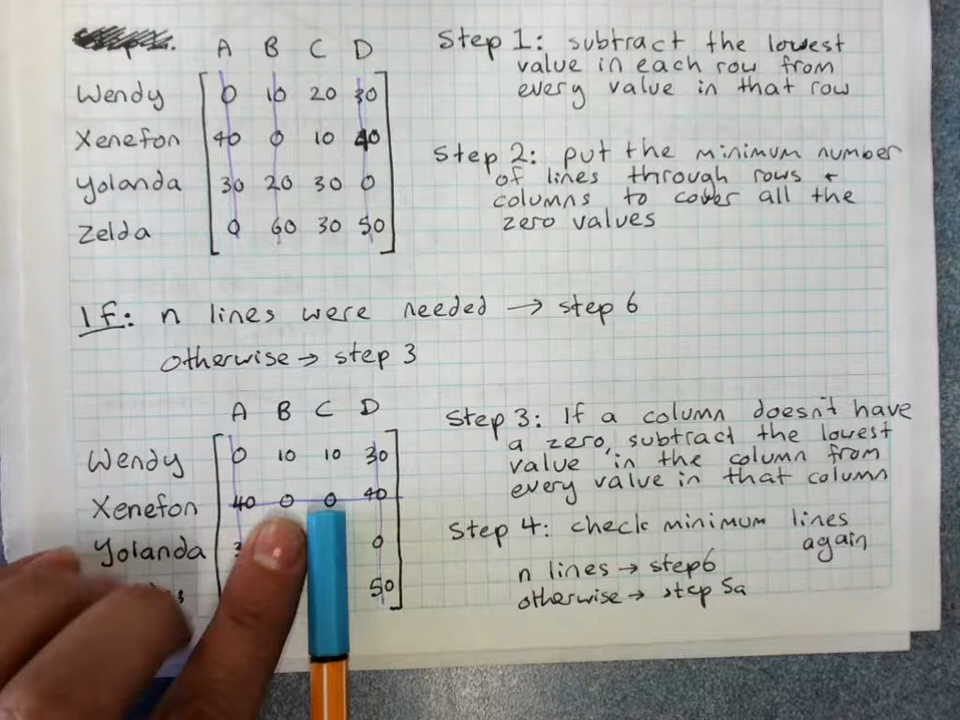 A B C D
Wendy 0 10 20 30
Xenefon 40 0 10 40
Yolanda 30 20 30 0
Zelda 0 60 30 50
Step 1: subtract the lowest
value in each row from
every value in that row
Step 2: put the minimum number
of lines through rows +
columns to cover all the
zero values
If: n lines were needed → step 6
otherwise → step 3
A B C D
Wendy 0 10 10 30
Xenefon 40 0 0 40
Yolanda 0
50
Step 3: If a column doesn't have
a zero, subtract the lowest
value in the column from
every value in that column
Step 4: check minimum lines
again
n lines → step 6
otherwise → step 5a